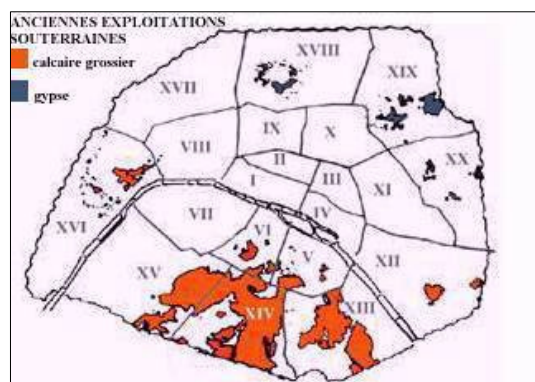 ANCIENNES EXPLOITATIONS
SOUTERRAINES
calcaire grossier
gypse
XVIII
XIX
XVII
IX
X
VIII
II
XX
I
III
XI
IV
XVI
VII
VI
V
XV
XII
XIV
XIII